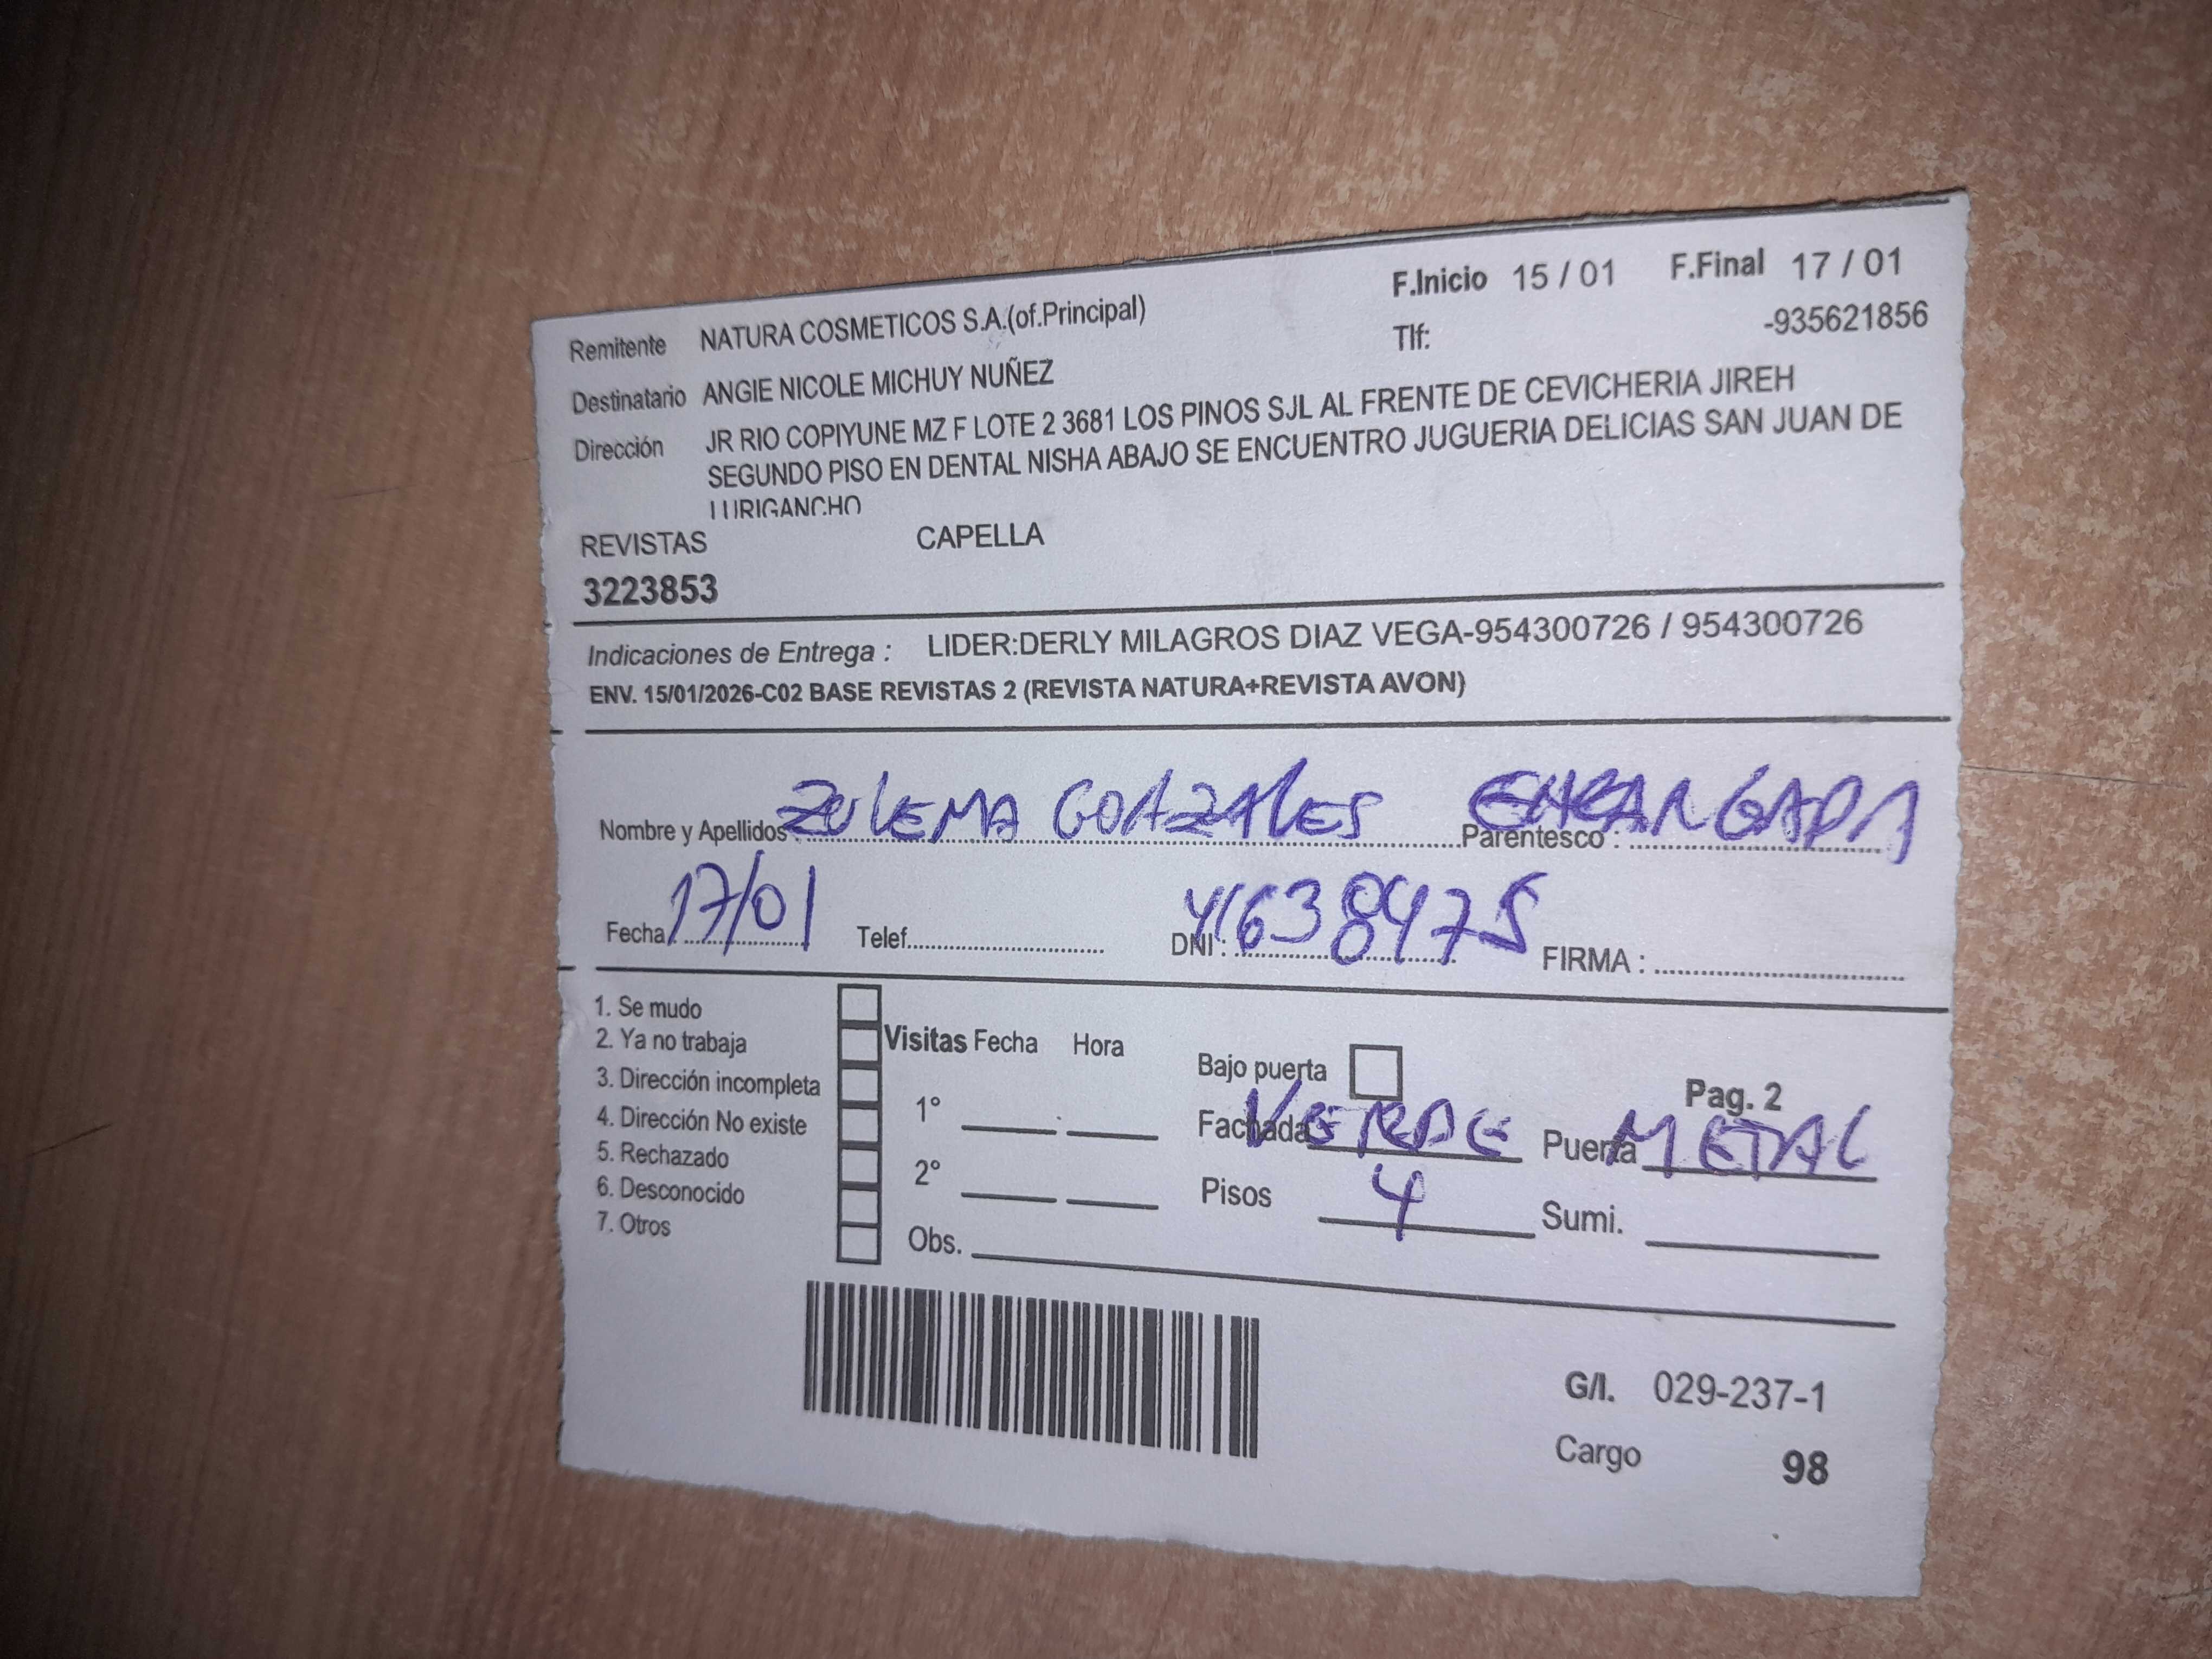 F.Inicio 15 / 01 F.Final 17 / 01
Remitente NATURA COSMETICOS S.A.(of.Principal)
Tlf: -935621856
Destinatario ANGIE NICOLE MICHUY NUÑEZ
Dirección JR RIO COPIYUNE MZ F LOTE 2 3681 LOS PINOS SJL AL FRENTE DE CEVICHERIA JIREH
SEGUNDO PISO EN DENTAL NISHA ABAJO SE ENCUENTRO JUGUERIA DELICIAS SAN JUAN DE
LURIGANCHO
REVISTAS CAPELLA
3223853
Indicaciones de Entrega : LIDER:DERLY MILAGROS DIAZ VEGA-954300726 / 954300726
ENV. 15/01/2026-C02 BASE REVISTAS 2 (REVISTA NATURA+REVISTA AVON)
Nombre y Apellidos ZULEMA GONZALES Parentesco : ENCARGADA
Fecha 17/01 Telef. DNI : 41638475 FIRMA :
1. Se mudo
2. Ya no trabaja
3. Dirección incompleta
4. Dirección No existe
5. Rechazado
6. Desconocido
7. Otros
Visitas Fecha Hora
1°
2°
Obs.
Bajo puerta
Pag. 2
Fachada VERDE Puerta METAL
Pisos 4 Sumi.
G/I. 029-237-1
Cargo 98